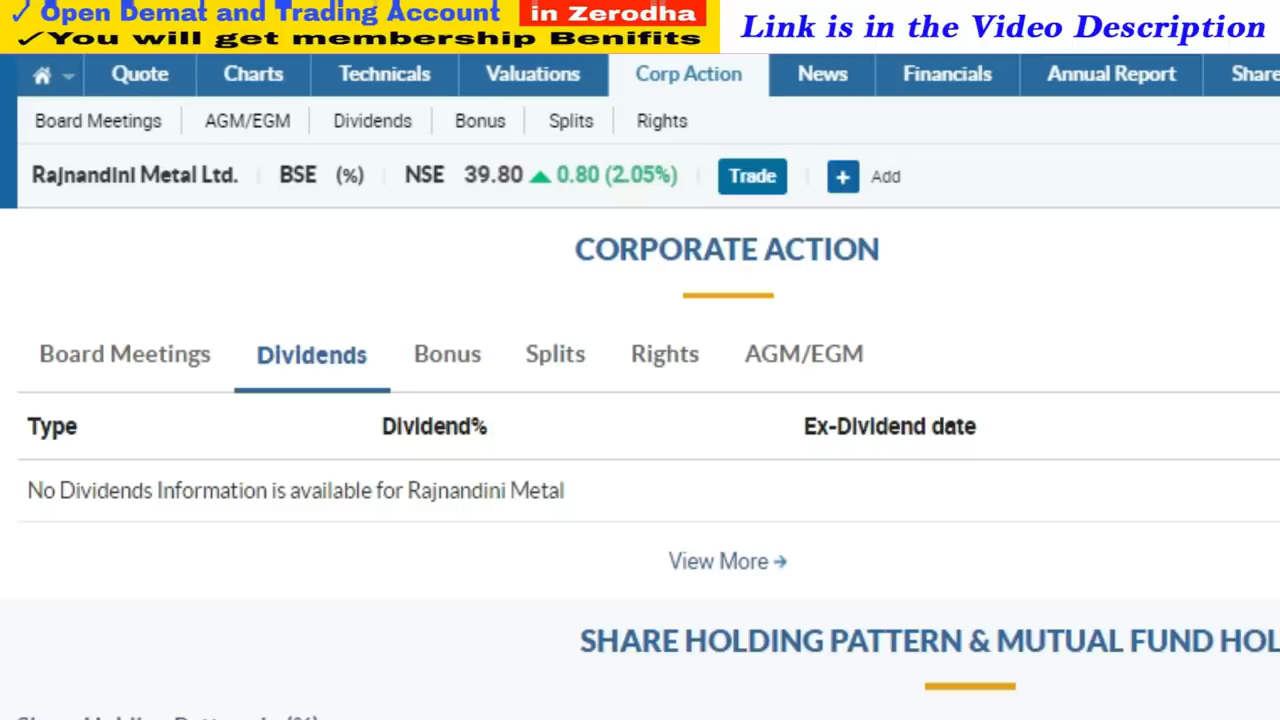 ✓ Open Demat and Trading Account in Zerodha
✓You will get membership Benifits
Link is in the Video Description
Quote Charts Technicals Valuations Corp Action News Financials Annual Report Share
Board Meetings AGM/EGM Dividends Bonus Splits Rights
Rajnandini Metal Ltd. BSE (%) NSE 39.80 ▲ 0.80 (2.05%) Trade + Add
CORPORATE ACTION
Board Meetings Dividends Bonus Splits Rights AGM/EGM
Type Dividend% Ex-Dividend date
No Dividends Information is available for Rajnandini Metal
View More →
SHARE HOLDING PATTERN & MUTUAL FUND HOL